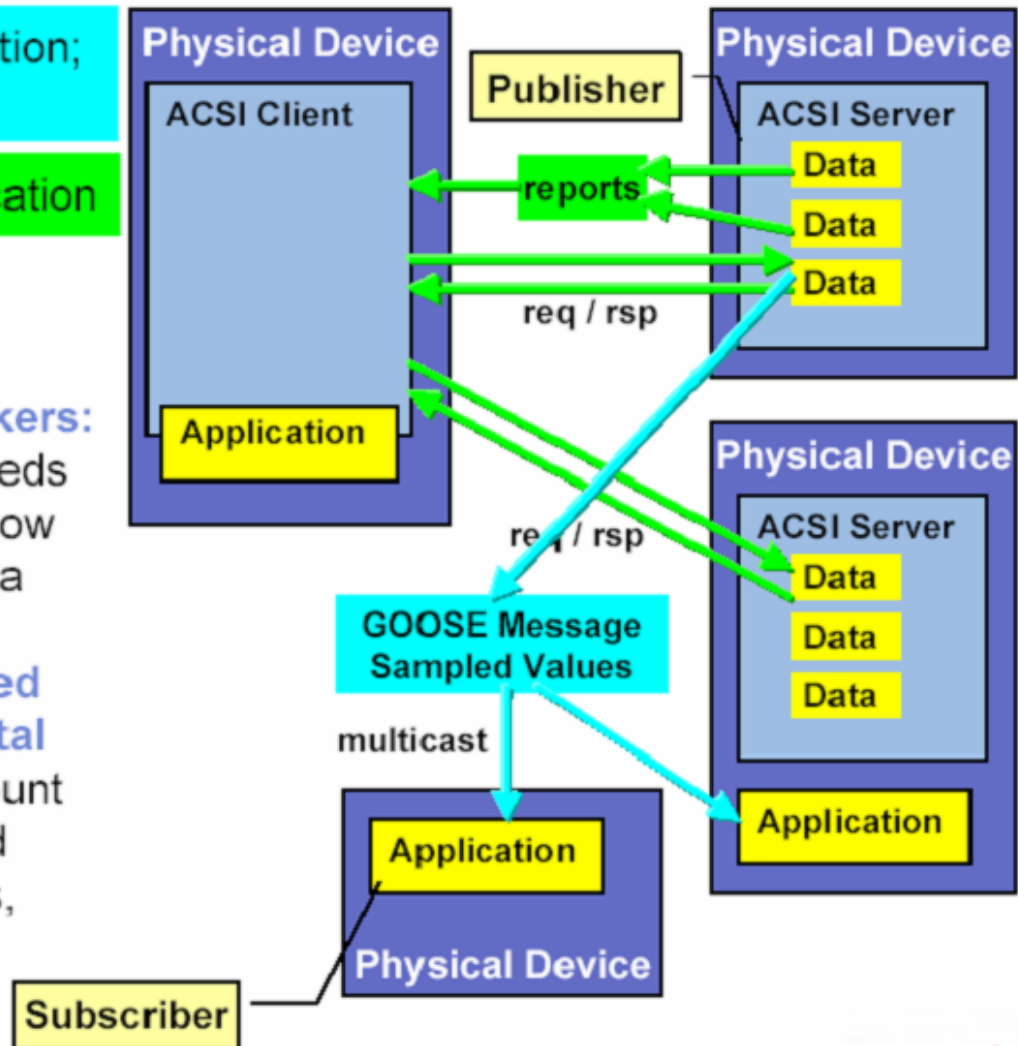 tion;
cation
kers:
eds
ow
a
ed
tal
unt
d
s,
Physical Device
ACSI Client
Application
Publisher
reports
req / rsp
req / rsp
Physical Device
ACSI Server
Data
Data
Data
Physical Device
ACSI Server
Data
Data
Data
Application
GOOSE Message
Sampled Values
multicast
Application
Physical Device
Subscriber